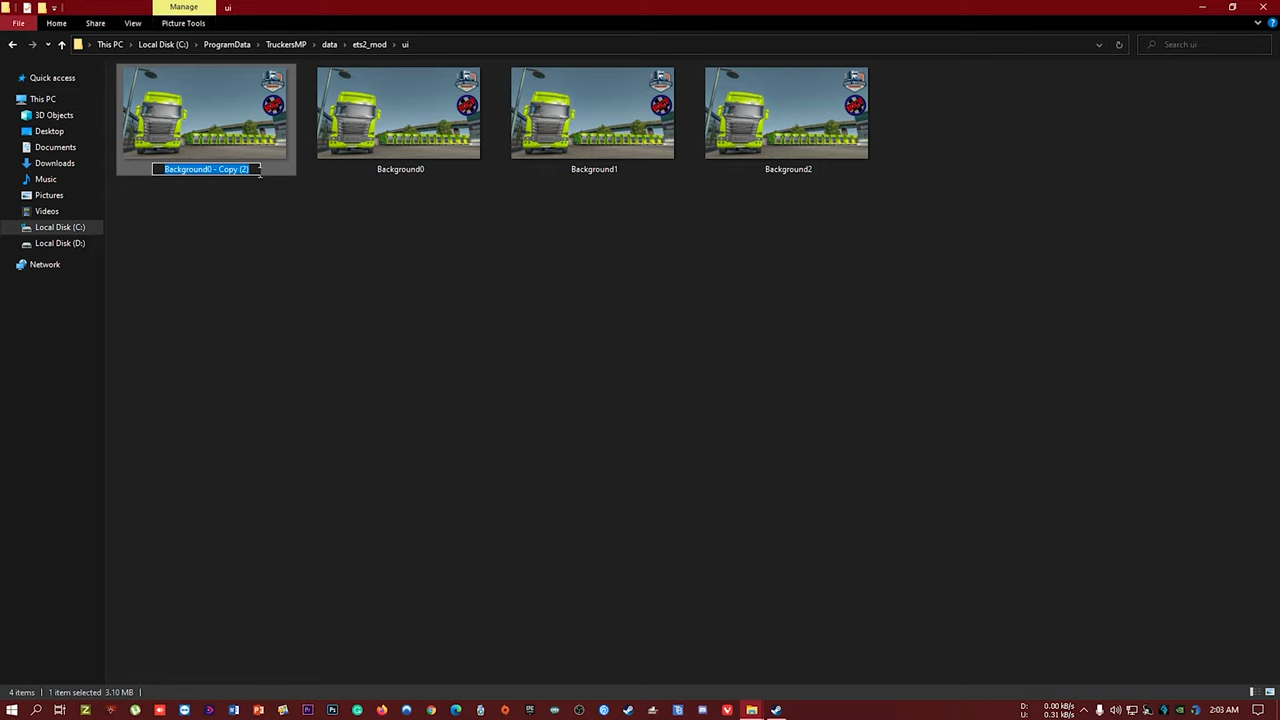 Manage
ui
File
Home
Share
View
Picture Tools
This PC
Local Disk (C:)
ProgramData
TruckersMP
data
ets2_mod
ui
Search ui
Quick access
This PC
3D Objects
Desktop
Documents
Downloads
Music
Pictures
Videos
Local Disk (C:)
Local Disk (D:)
Network
Background0 - Copy (2)
Background0
Background1
Background2
4 items
1 item selected 3.10 MB
D: 0.00 kB/s
U: 0.31 kB/s
2:03 AM